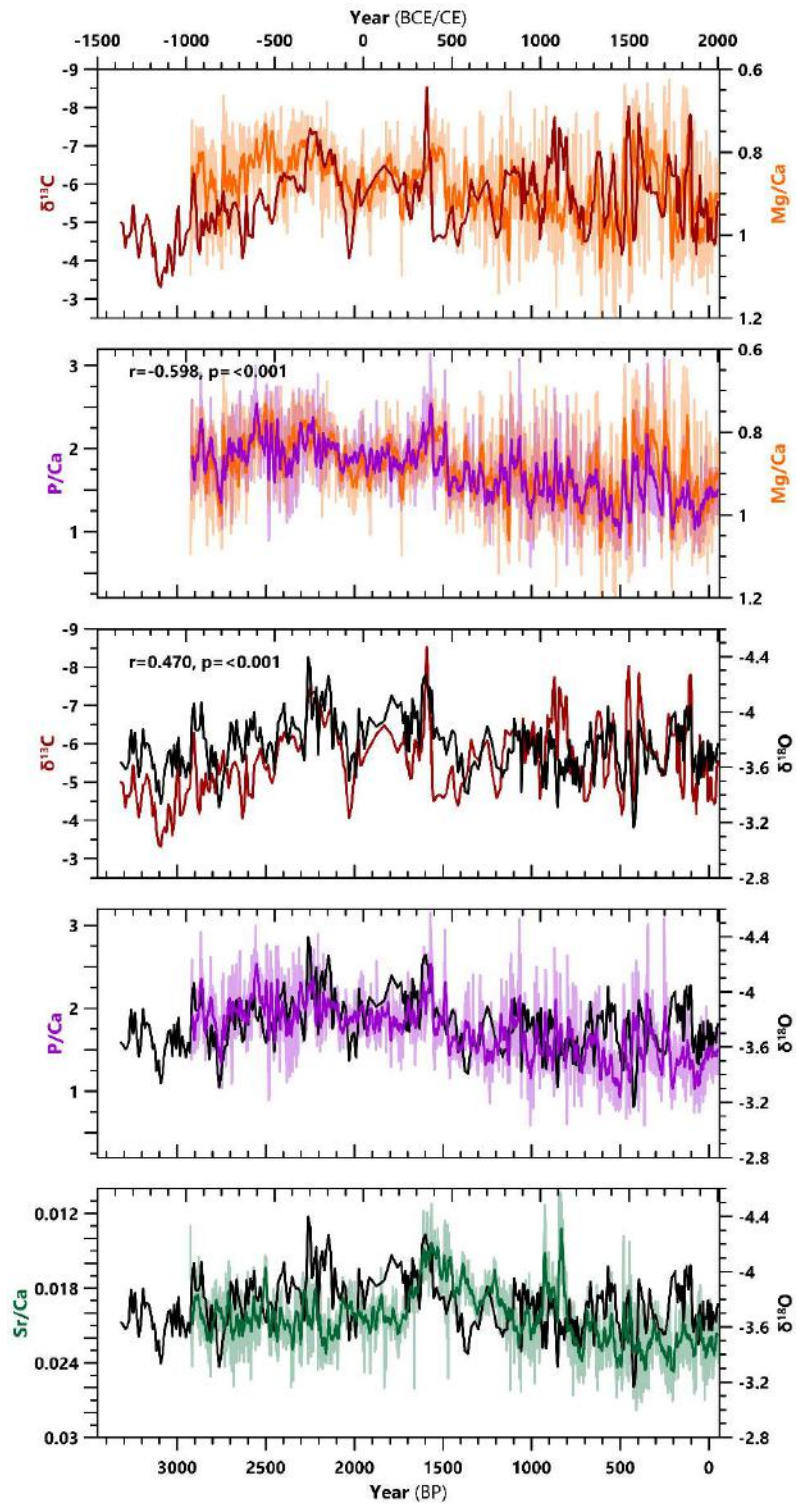 Year (BCE/CE)
-1500 -1000 -500 0 500 1000 1500 2000
-9 0.6
-8
-7 0.8
-6
-5 1
-4
-3
1.2
δ¹³C
Mg/Ca
r=-0.598, p=<0.001
3 0.6
2 0.8
1 1
1.2
P/Ca
Mg/Ca
r=0.470, p=<0.001
-9
-8 -4.4
-7 -4
-6 -3.6
-5
-4 -3.2
-3 -2.8
δ¹³C
δ¹⁸O
3 -4.4
2 -4
-3.6
1 -3.2
-2.8
P/Ca
δ¹⁸O
0.012 -4.4
-4
0.018
-3.6
0.024
-3.2
0.03 -2.8
Sr/Ca
δ¹⁸O
3000 2500 2000 1500 1000 500 0
Year (BP)